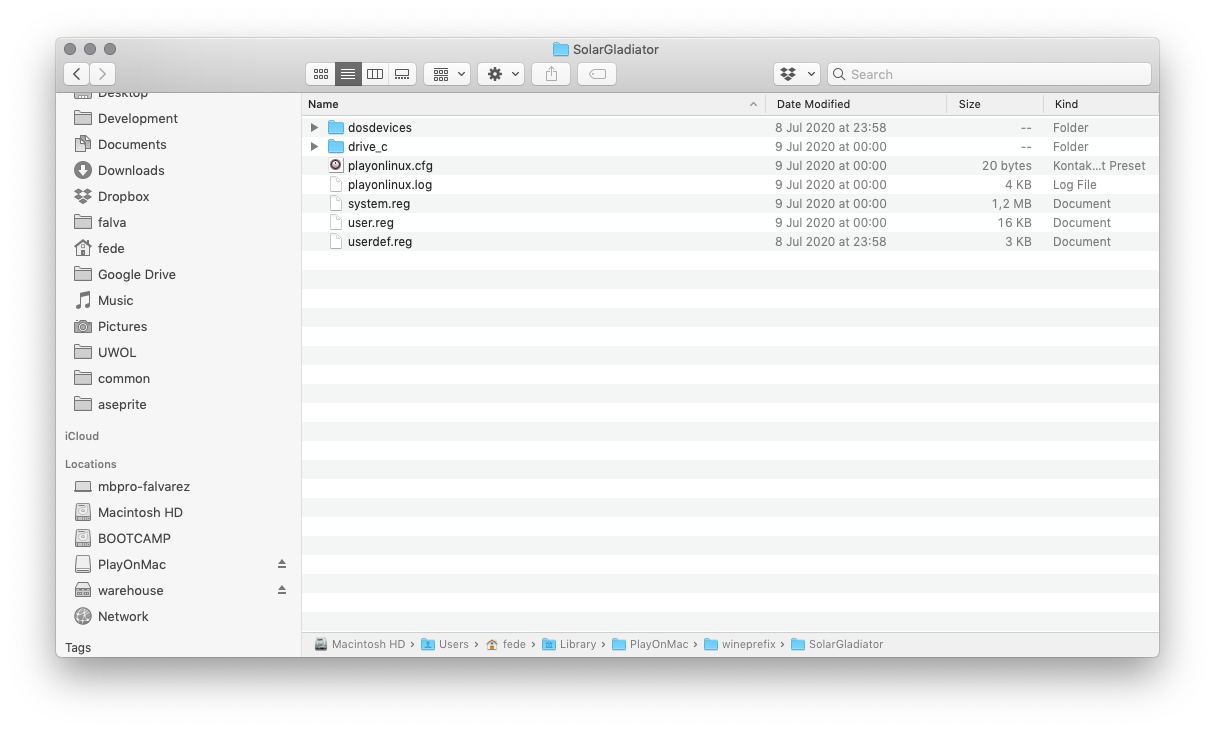 SolarGladiator
Search
Desktop
Development
Documents
Downloads
Dropbox
falva
fede
Google Drive
Music
Pictures
UWOL
common
aseprite
iCloud
Locations
mbpro-falvarez
Macintosh HD
BOOTCAMP
PlayOnMac
warehouse
Network
Tags
Name Date Modified Size Kind
dosdevices 8 Jul 2020 at 23:58 -- Folder
drive_c 9 Jul 2020 at 00:00 -- Folder
playonlinux.cfg 9 Jul 2020 at 00:00 20 bytes Kontak...t Preset
playonlinux.log 9 Jul 2020 at 00:00 4 KB Log File
system.reg 9 Jul 2020 at 00:00 1,2 MB Document
user.reg 9 Jul 2020 at 00:00 16 KB Document
userdef.reg 8 Jul 2020 at 23:58 3 KB Document
Macintosh HD › Users › fede › Library › PlayOnMac › wineprefix › SolarGladiator